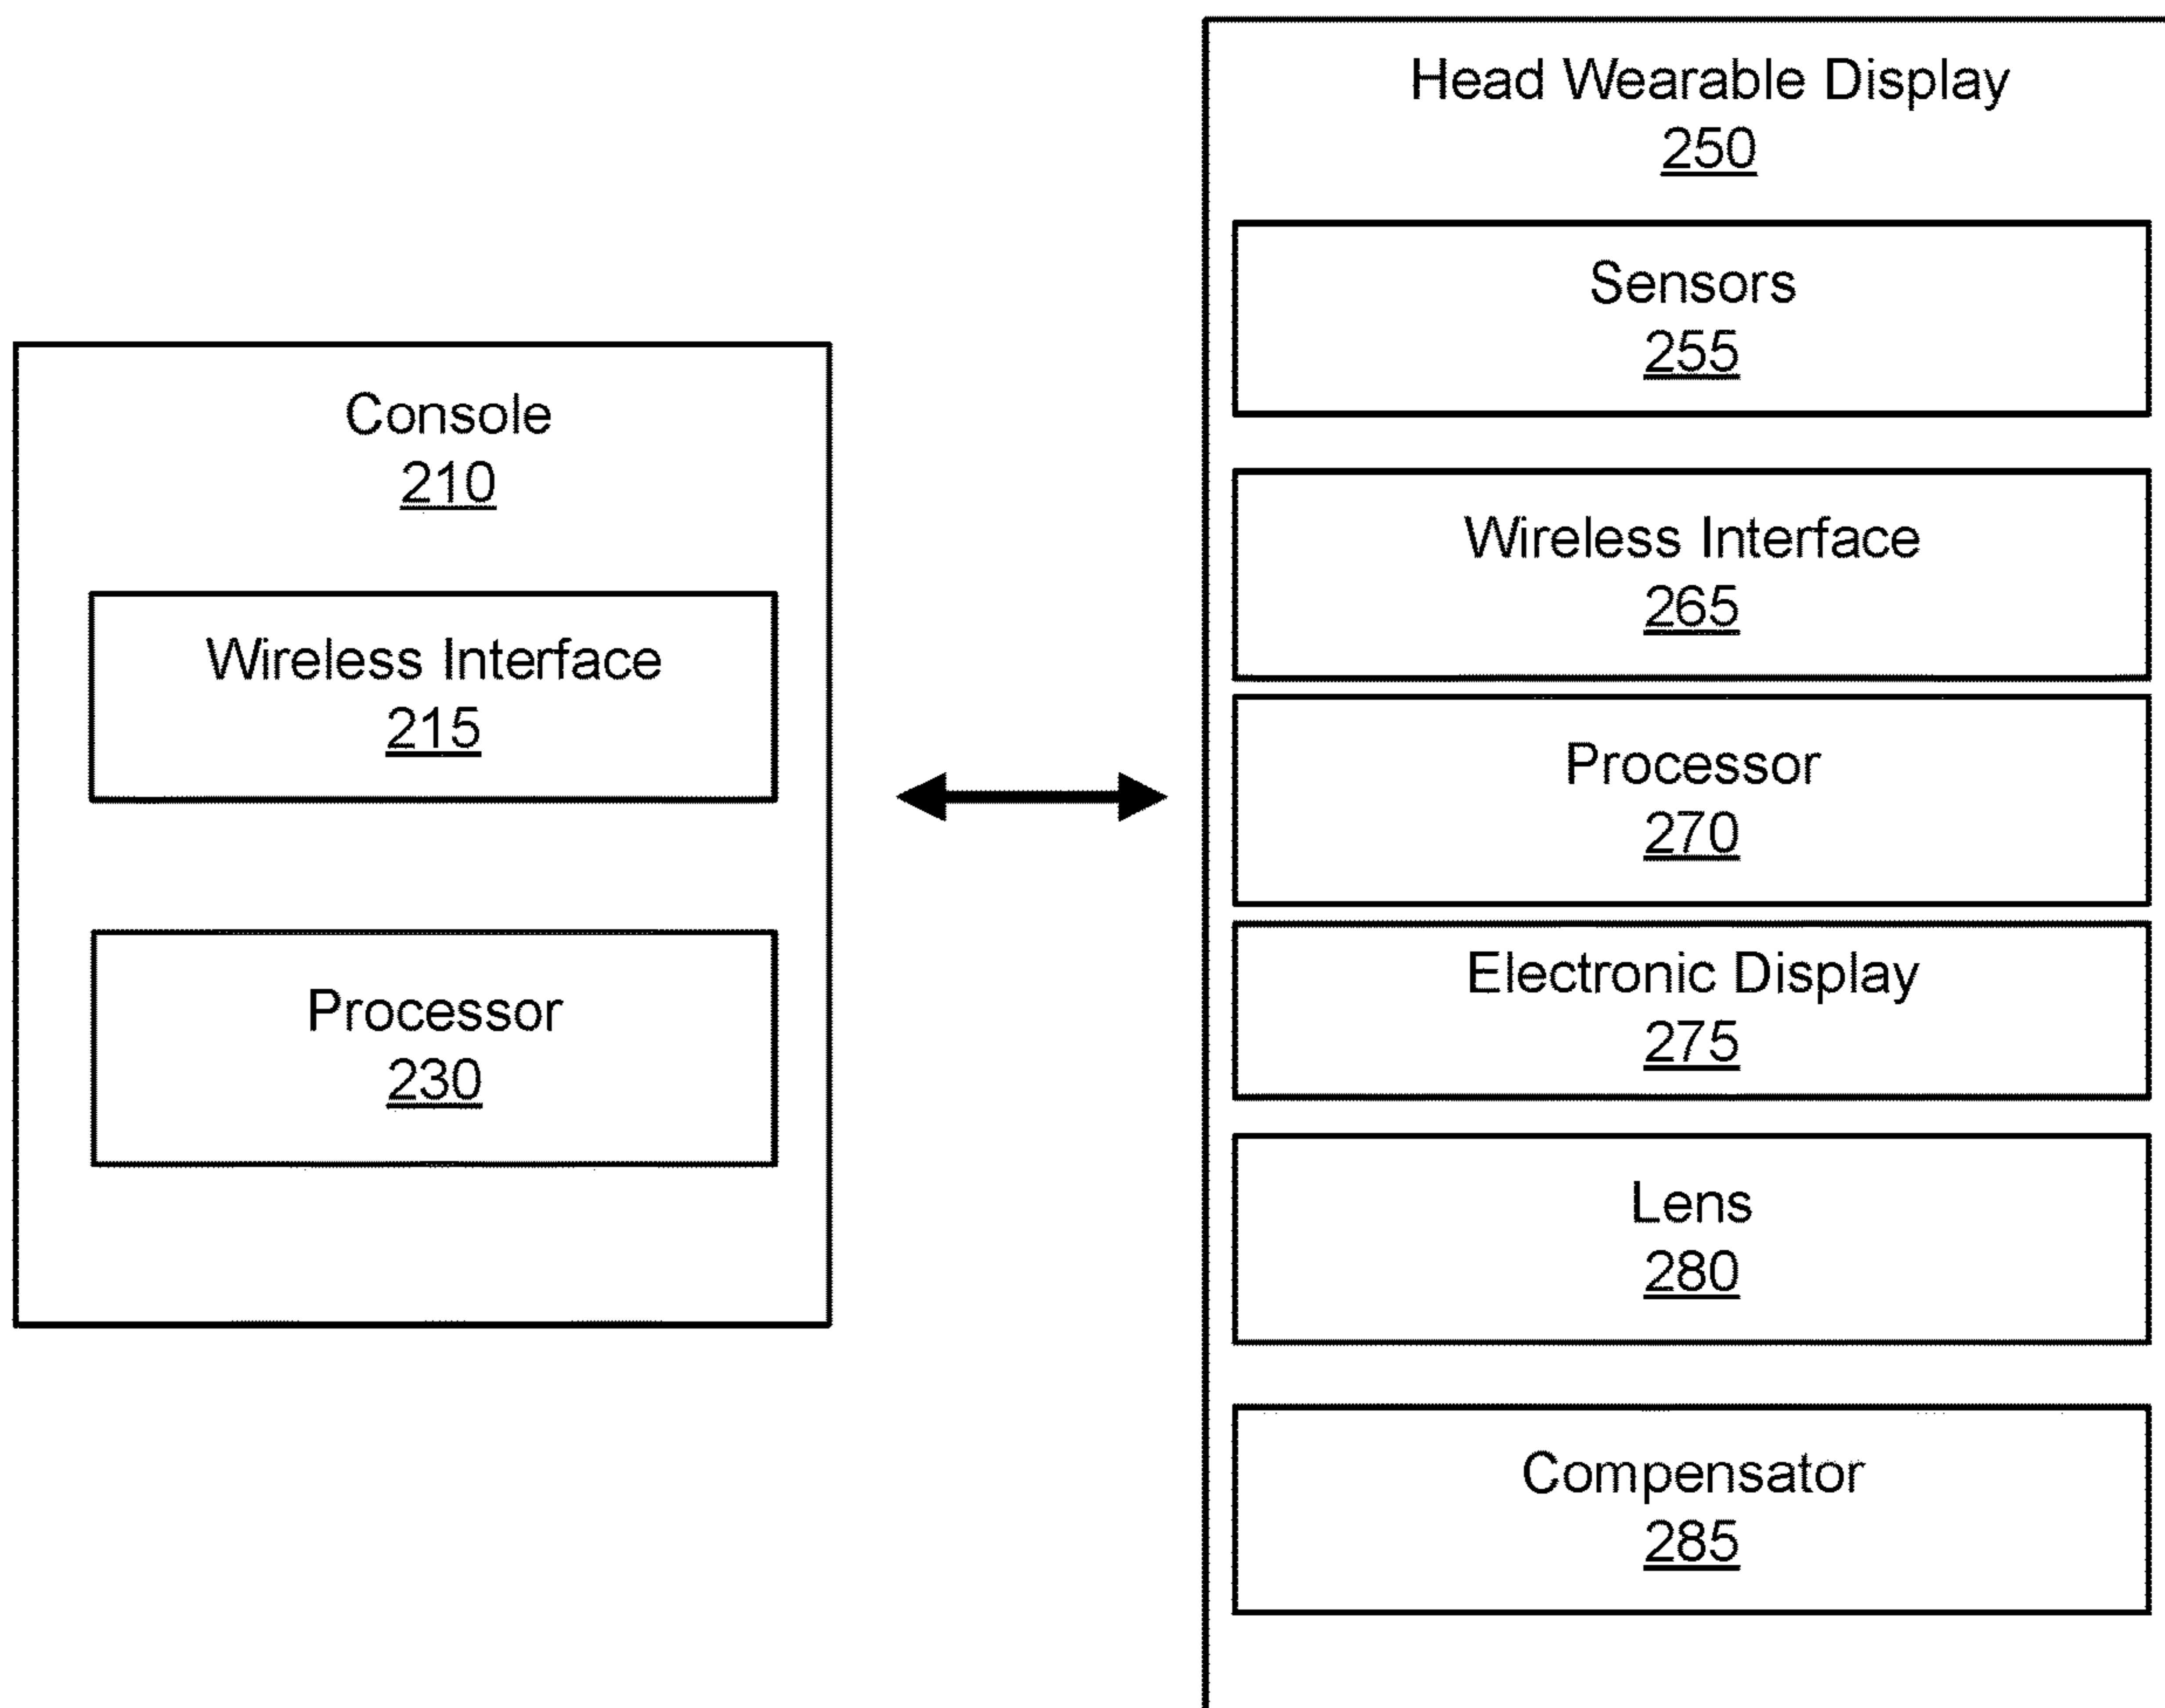 Console
210
Wireless Interface
215
Processor
230
Head Wearable Display
250
Sensors
255
Wireless Interface
265
Processor
270
Electronic Display
275
Lens
280
Compensator
285